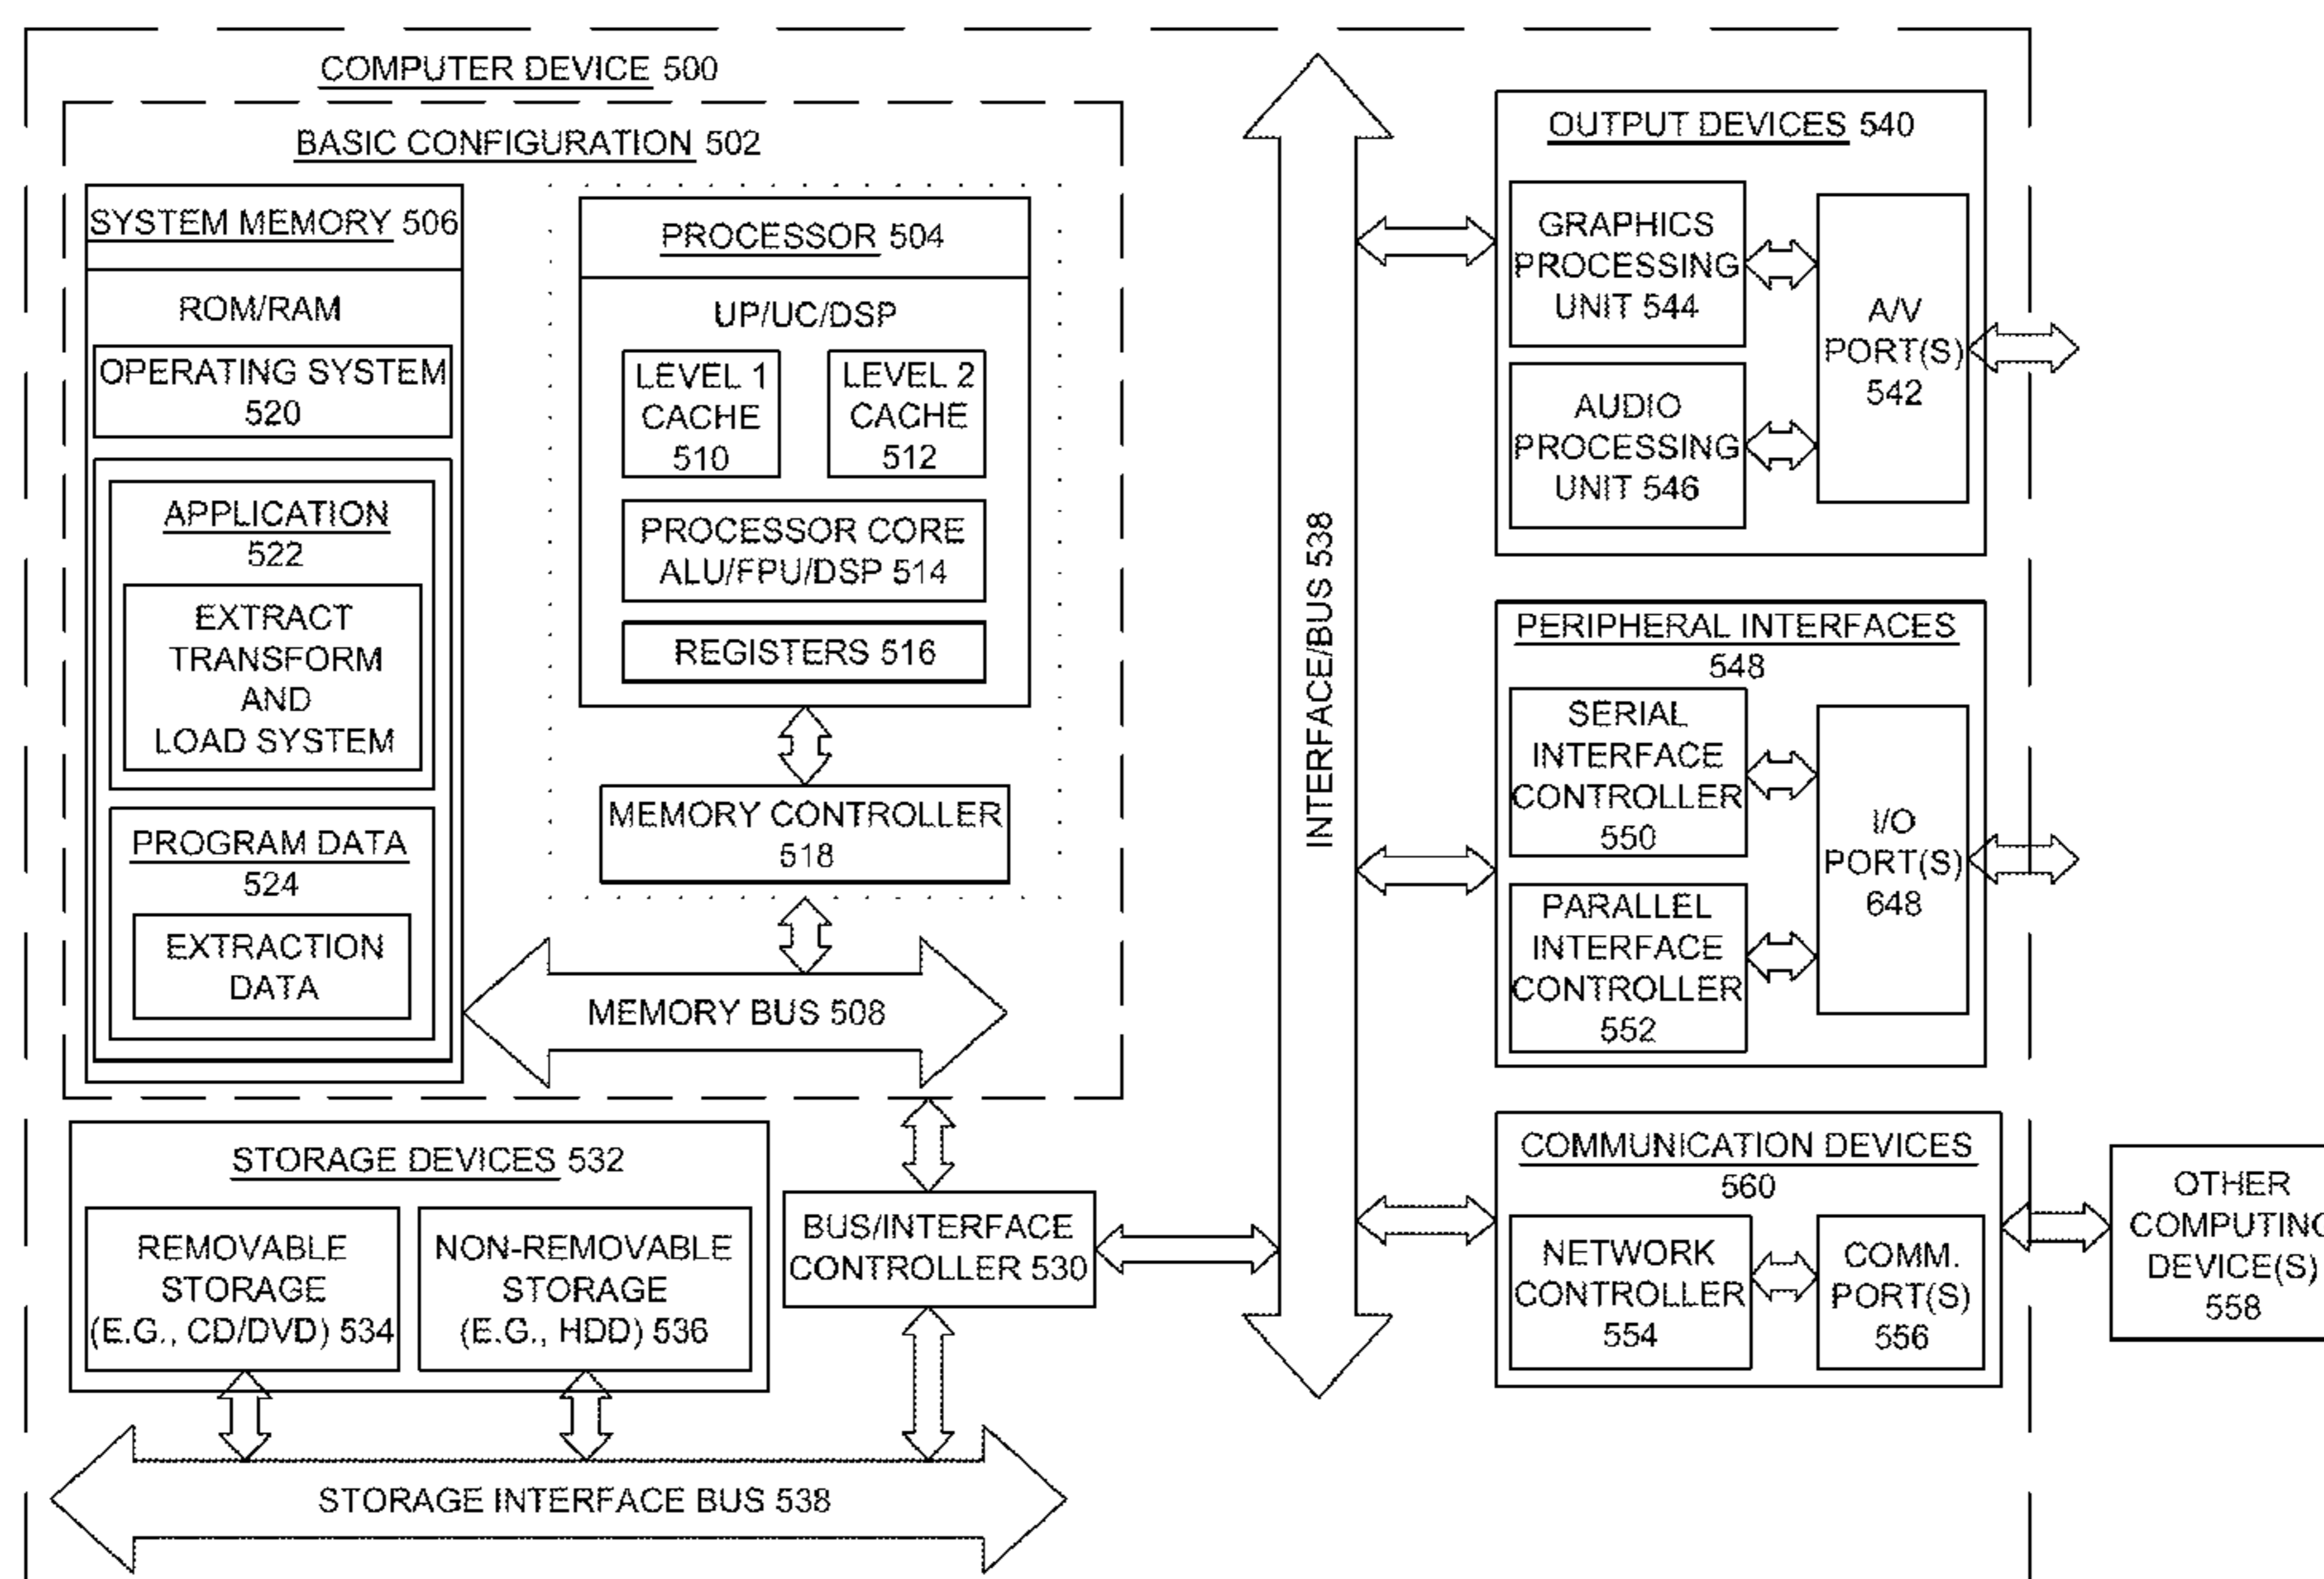 COMPUTER DEVICE 500
BASIC CONFIGURATION 502
SYSTEM MEMORY 506
ROM/RAM
OPERATING SYSTEM
520
APPLICATION
522
EXTRACT
TRANSFORM
AND
LOAD SYSTEM
PROGRAM DATA
524
EXTRACTION
DATA
PROCESSOR 504
UP/UC/DSP
LEVEL 1
CACHE
510
LEVEL 2
CACHE
512
PROCESSOR CORE
ALU/FPU/DSP 514
REGISTERS 516
MEMORY CONTROLLER
518
MEMORY BUS 508
STORAGE DEVICES 532
REMOVABLE
STORAGE
(E.G., CD/DVD) 534
NON-REMOVABLE
STORAGE
(E.G., HDD) 536
BUS/INTERFACE
CONTROLLER 530
STORAGE INTERFACE BUS 538
INTERFACE/BUS 538
OUTPUT DEVICES 540
GRAPHICS
PROCESSING
UNIT 544
AUDIO
PROCESSING
UNIT 546
A/V
PORT(S)
542
PERIPHERAL INTERFACES
548
SERIAL
INTERFACE
CONTROLLER
550
PARALLEL
INTERFACE
CONTROLLER
552
I/O
PORT(S)
648
COMMUNICATION DEVICES
560
NETWORK
CONTROLLER
554
COMM.
PORT(S)
556
OTHER
COMPUTING
DEVICE(S)
558